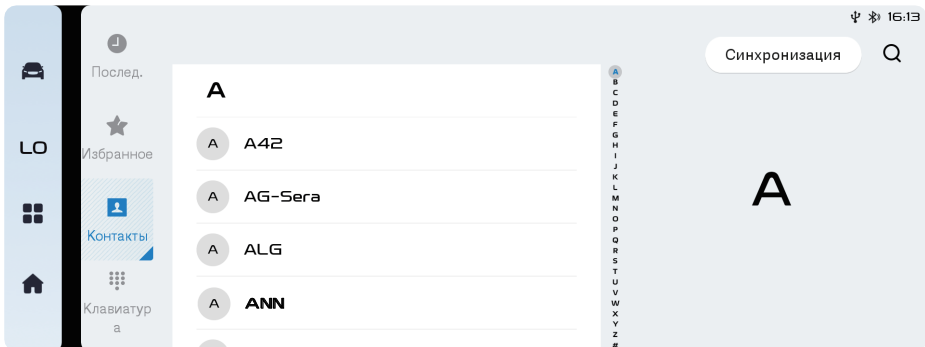 16:13
Синхронизация
LO
Послед.
Избранное
Контакты
Клавиатур
а
A
A
A42
A
AG-Sera
A
ALG
A
ANN
A
B
C
D
E
F
G
H
I
J
K
L
M
N
O
P
Q
R
S
T
U
V
W
X
Y
Z
#
A